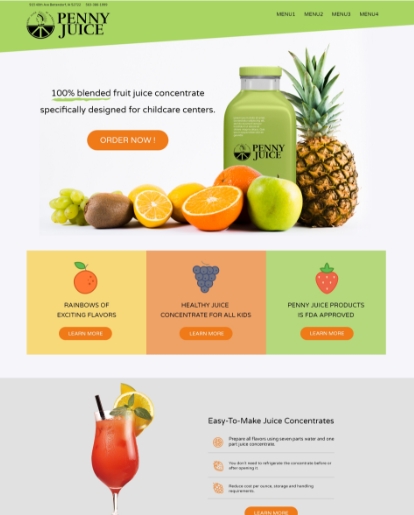 PENNY
JUICE
MENU1 MENU2 MENU3 MENU4
100% blended fruit juice concentrate
specifically designed for childcare centers.
ORDER NOW !
PENNY
JUICE
RAINBOWS OF
EXCITING FLAVORS
LEARN MORE
HEALTHY JUICE
CONCENTRATE FOR ALL KIDS
LEARN MORE
PENNY JUICE PRODUCTS
IS FDA APPROVED
LEARN MORE
Easy-To-Make Juice Concentrates
Prepare all flavors using seven parts water and one
part juice concentrate.
You don't need to refrigerate the concentrate before or
after opening it
Reduce cost per ounce, storage and handling
requirements.
LEARN MORE